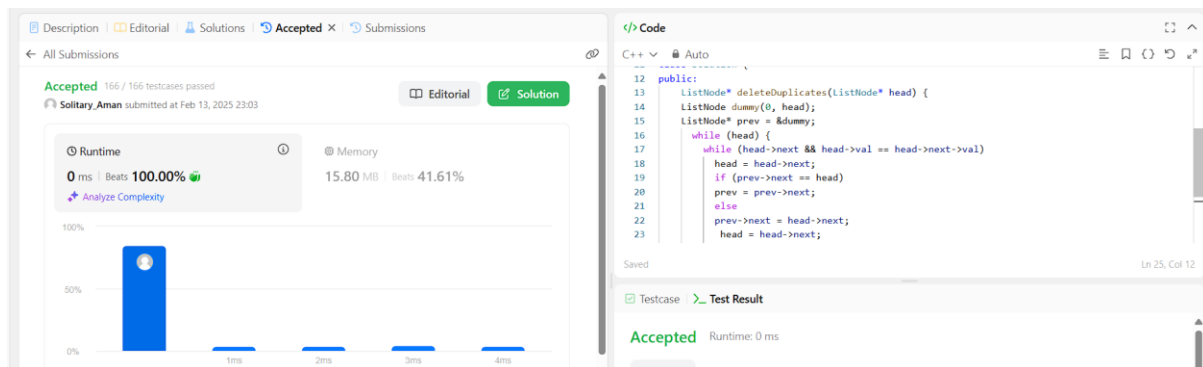 Description | Editorial | Solutions | Accepted × | Submissions
← All Submissions
Accepted 166 / 166 testcases passed
Solitary_Aman submitted at Feb 13, 2025 23:03
Editorial
Solution
Runtime
0 ms | Beats 100.00%
Analyze Complexity
Memory
15.80 MB | Beats 41.61%
100%
50%
0%
1ms 2ms 3ms 4ms
</> Code
C++ Auto
12 public:
13 ListNode* deleteDuplicates(ListNode* head) {
14 ListNode dummy(0, head);
15 ListNode* prev = &dummy;
16 while (head) {
17 while (head->next && head->val == head->next->val)
18 head = head->next;
19 if (prev->next == head)
20 prev = prev->next;
21 else
22 prev->next = head->next;
23 head = head->next;
Saved
Ln 25, Col 12
Testcase | >_ Test Result
Accepted Runtime: 0 ms